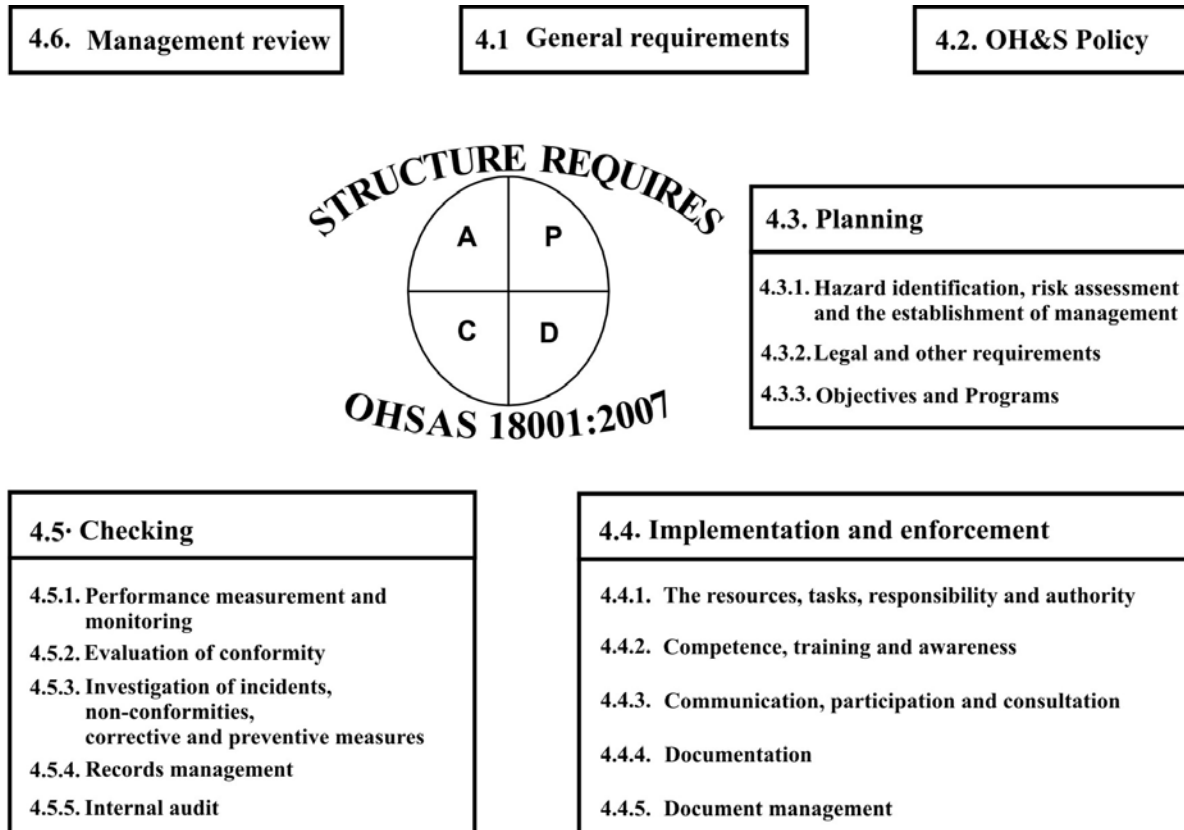 4.6. Management review
4.1 General requirements
4.2. OH&S Policy
STRUCTURE REQUIRES
A P
C D
OHSAS 18001:2007
4.3. Planning
4.3.1. Hazard identification, risk assessment
and the establishment of management
4.3.2. Legal and other requirements
4.3.3. Objectives and Programs
4.5· Checking
4.5.1. Performance measurement and
monitoring
4.5.2. Evaluation of conformity
4.5.3. Investigation of incidents,
non-conformities,
corrective and preventive measures
4.5.4. Records management
4.5.5. Internal audit
4.4. Implementation and enforcement
4.4.1. The resources, tasks, responsibility and authority
4.4.2. Competence, training and awareness
4.4.3. Communication, participation and consultation
4.4.4. Documentation
4.4.5. Document management